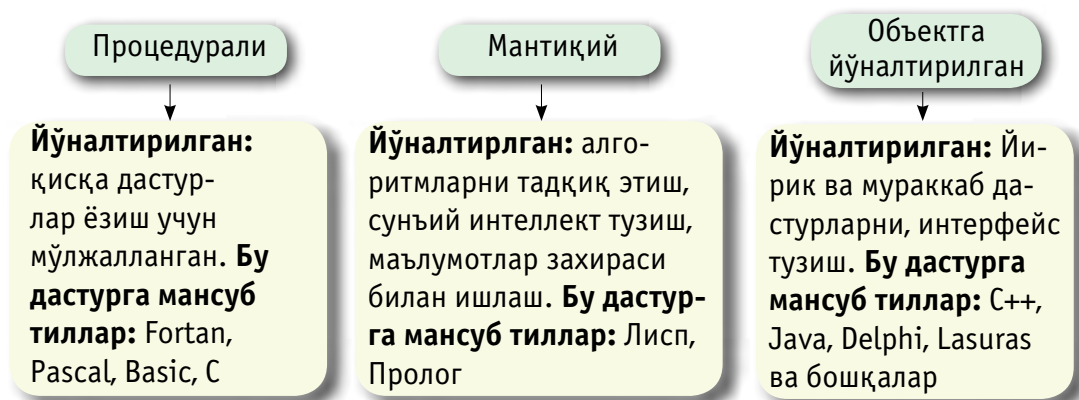 Процедурали
Йўналтирилган:
қисқа дастур-
лар ёзиш учун
мўлжалланган. Бу
дастурга мансуб
тиллар: Fortan,
Pascal, Basic, C
Мантиқий
Йўналтирлган: алго-
ритмларни тадқиқ этиш,
сунъий интеллект тузиш,
маълумотлар захираси
билан ишлаш. Бу дастур-
га мансуб тиллар: Лисп,
Пролог
Объектга
йўналтирилган
Йўналтирилган: Йи-
рик ва мураккаб да-
стурларни, интерфейс
тузиш. Бу дастурга
мансуб тиллар: C++,
Java, Delphi, Lasuras
ва бошқалар